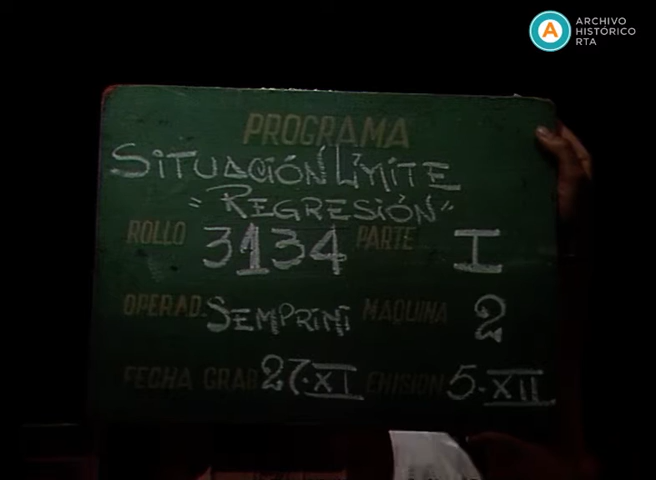 ARCHIVO
HISTÓRICO
RTA
PROGRAMA
SITUACIÓN LÍMITE
"REGRESIÓN"
ROLLO 3134 PARTE I
OPERAD. SEMPRINI MAQUINA 2
FECHA GRAB 27.XI EMISION 5.XII